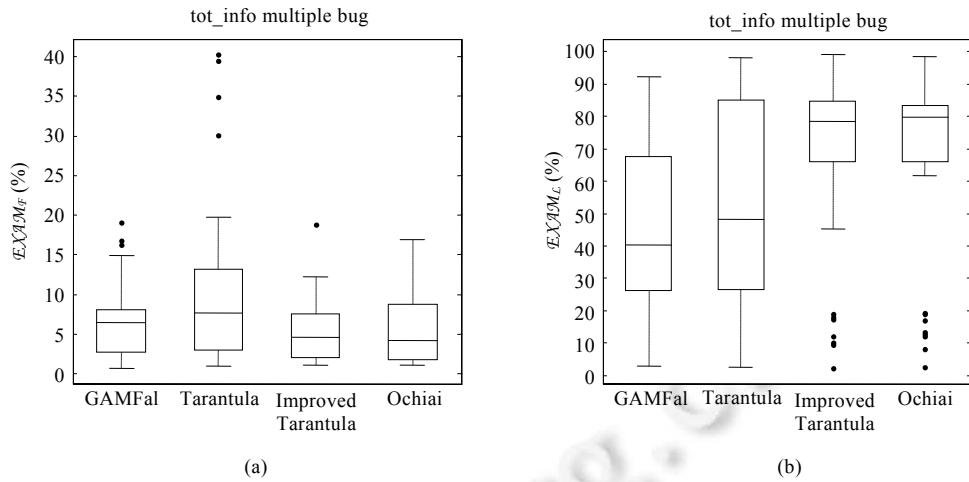 tot_info multiple bug
40
35
30
25
20
15
10
5
0
EXAM_F (%)
GAMFal Tarantula Improved Tarantula Ochiai
(a)
tot_info multiple bug
100
90
80
70
60
50
40
30
20
10
0
EXAM_L (%)
GAMFal Tarantula Improved Tarantula Ochiai
(b)